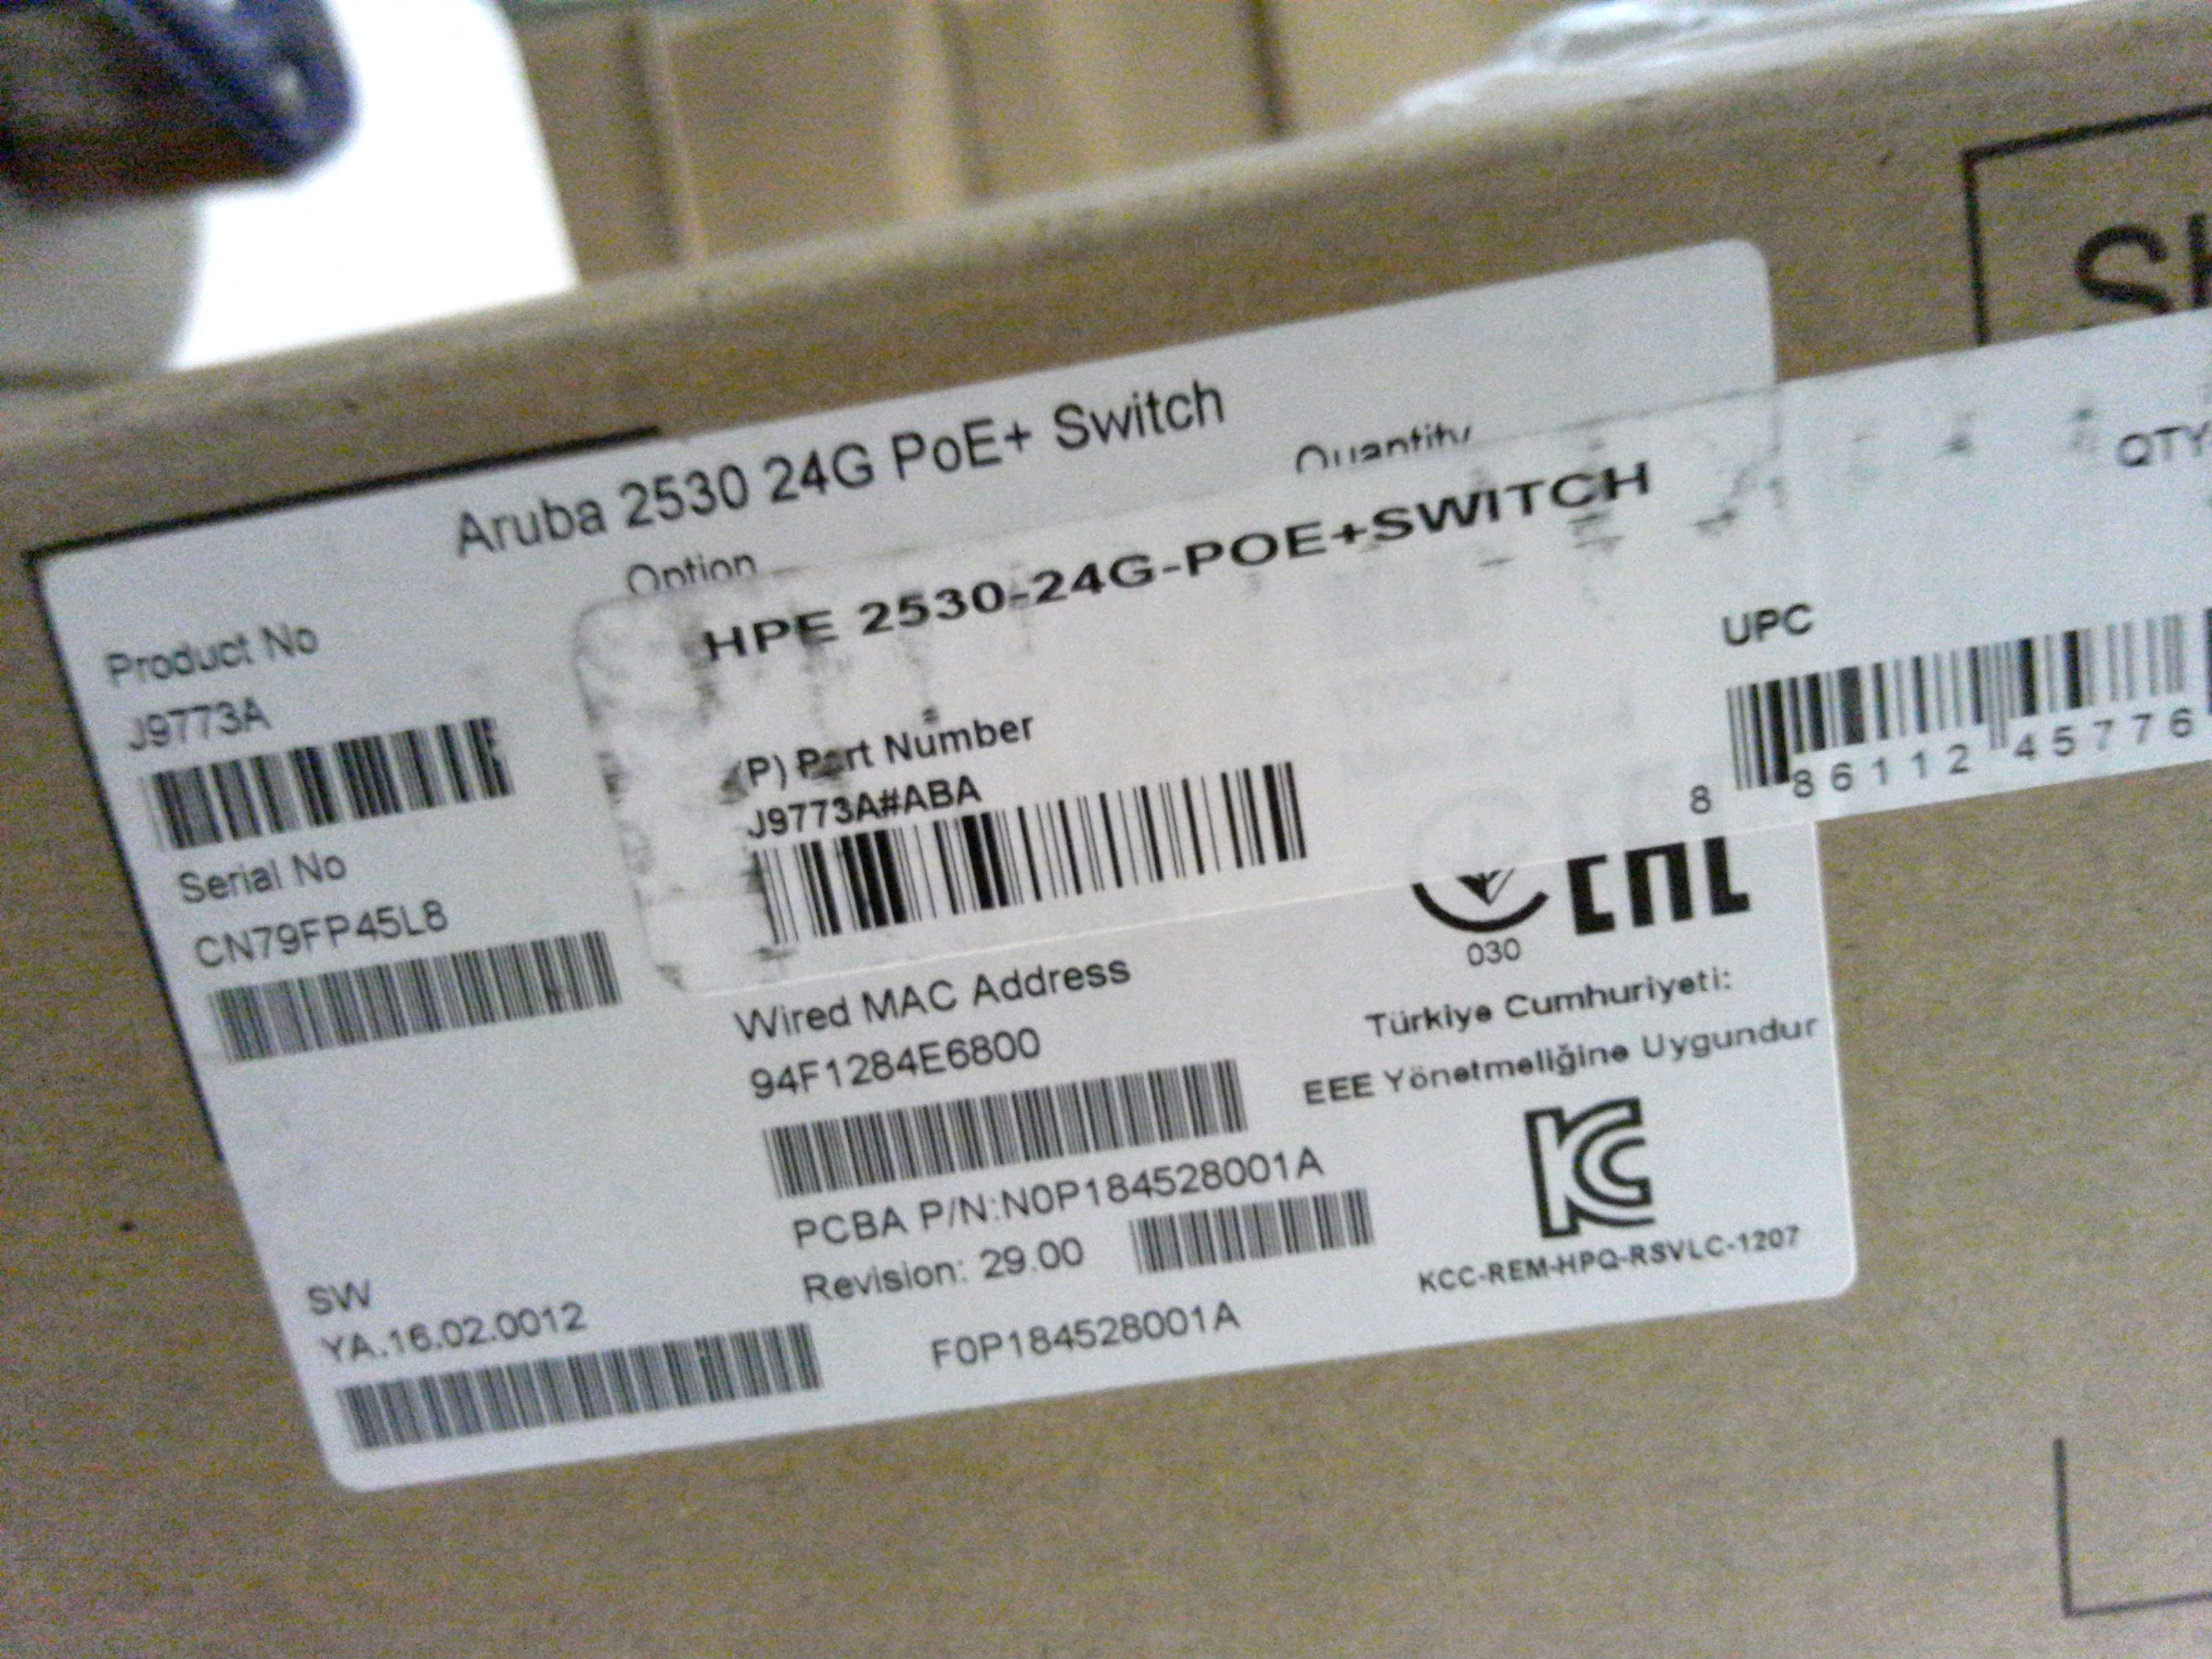 Aruba 2530 24G PoE+ Switch
Option
Quantity
HPE 2530-24G-POE+SWITCH
QTY
Product No
J9773A
(P) Part Number
J9773A#ABA
UPC
8 86112 45776
Serial No
CN79FP45L8
Wired MAC Address
94F1284E6800
PCBA P/N:N0P184528001A
Revision: 29.00
F0P184528001A
SW
YA.16.02.0012
030
EAC
Türkiye Cumhuriyeti:
EEE Yönetmeliğine Uygundur
KC
KCC-REM-HPQ-RSVLC-1207